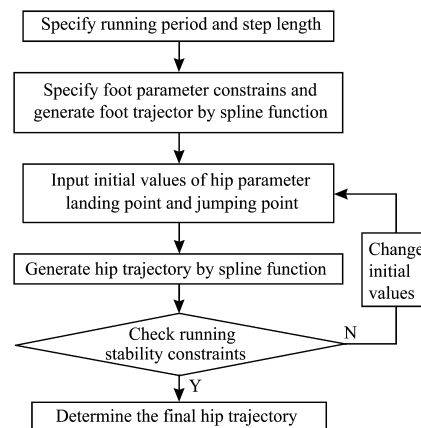 Specify running period and step length
Specify foot parameter constrains and
generate foot trajector by spline function
Input initial values of hip parameter
landing point and jumping point
Generate hip trajectory by spline function
Change
initial
values
Check running
stability constraints
N
Y
Determine the final hip trajectory